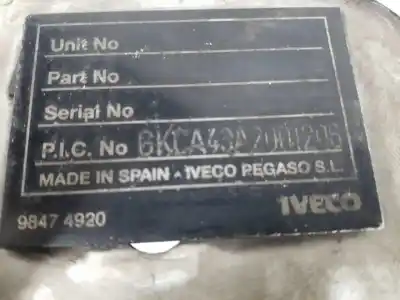 Unit No
Part No
Serial No
P.I.C. No
MADE IN SPAIN - IVECO PEGASO S.L.
IVECO
9847 4920